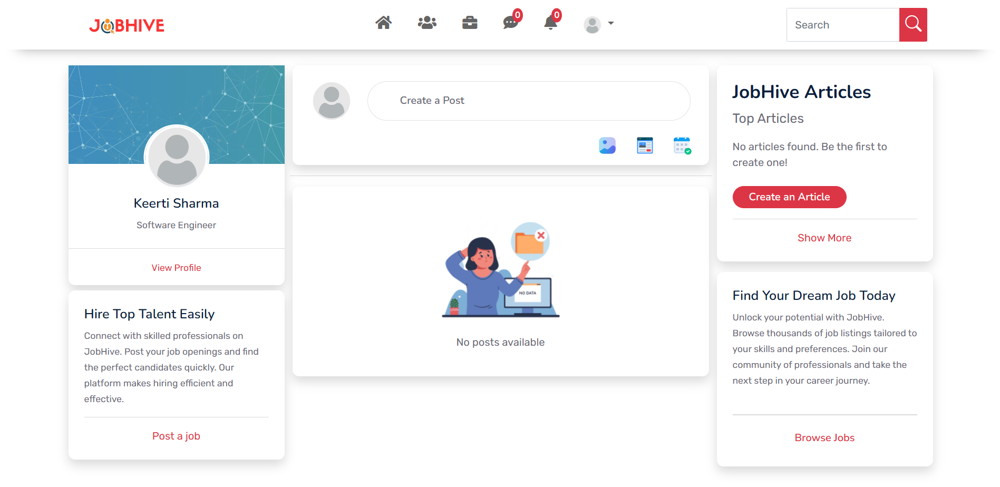 JOBHIVE
0
0
Search
Keerti Sharma
Software Engineer
View Profile
Hire Top Talent Easily
Connect with skilled professionals on
JobHive. Post your job openings and find
the perfect candidates quickly. Our
platform makes hiring efficient and
effective.
Post a job
Create a Post
NO DATA
No posts available
JobHive Articles
Top Articles
No articles found. Be the first to
create one!
Create an Article
Show More
Find Your Dream Job Today
Unlock your potential with JobHive.
Browse thousands of job listings tailored to
your skills and preferences. Join our
community of professionals and take the
next step in your career journey.
Browse Jobs